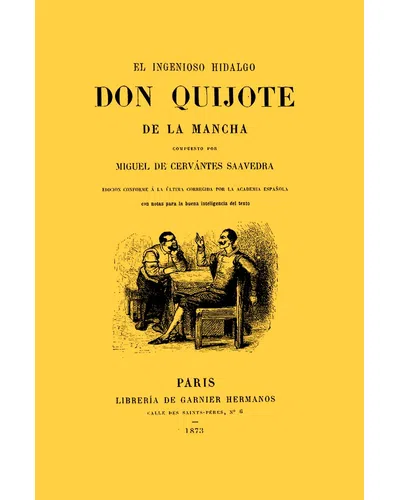 EL INGENIOSO HIDALGO
DON QUIJOTE
DE LA MANCHA
COMPUESTO POR
MIGUEL DE CERVÁNTES SAAVEDRA
EDICION CONFORME Á LA ÚLTIMA CORREGIDA POR LA ACADEMIA ESPAÑOLA
con notas para la buena inteligencia del texto
PARIS
LIBRERÍA DE GARNIER HERMANOS
CALLE DES SAINTS-PÈRES, Nº 6
1873